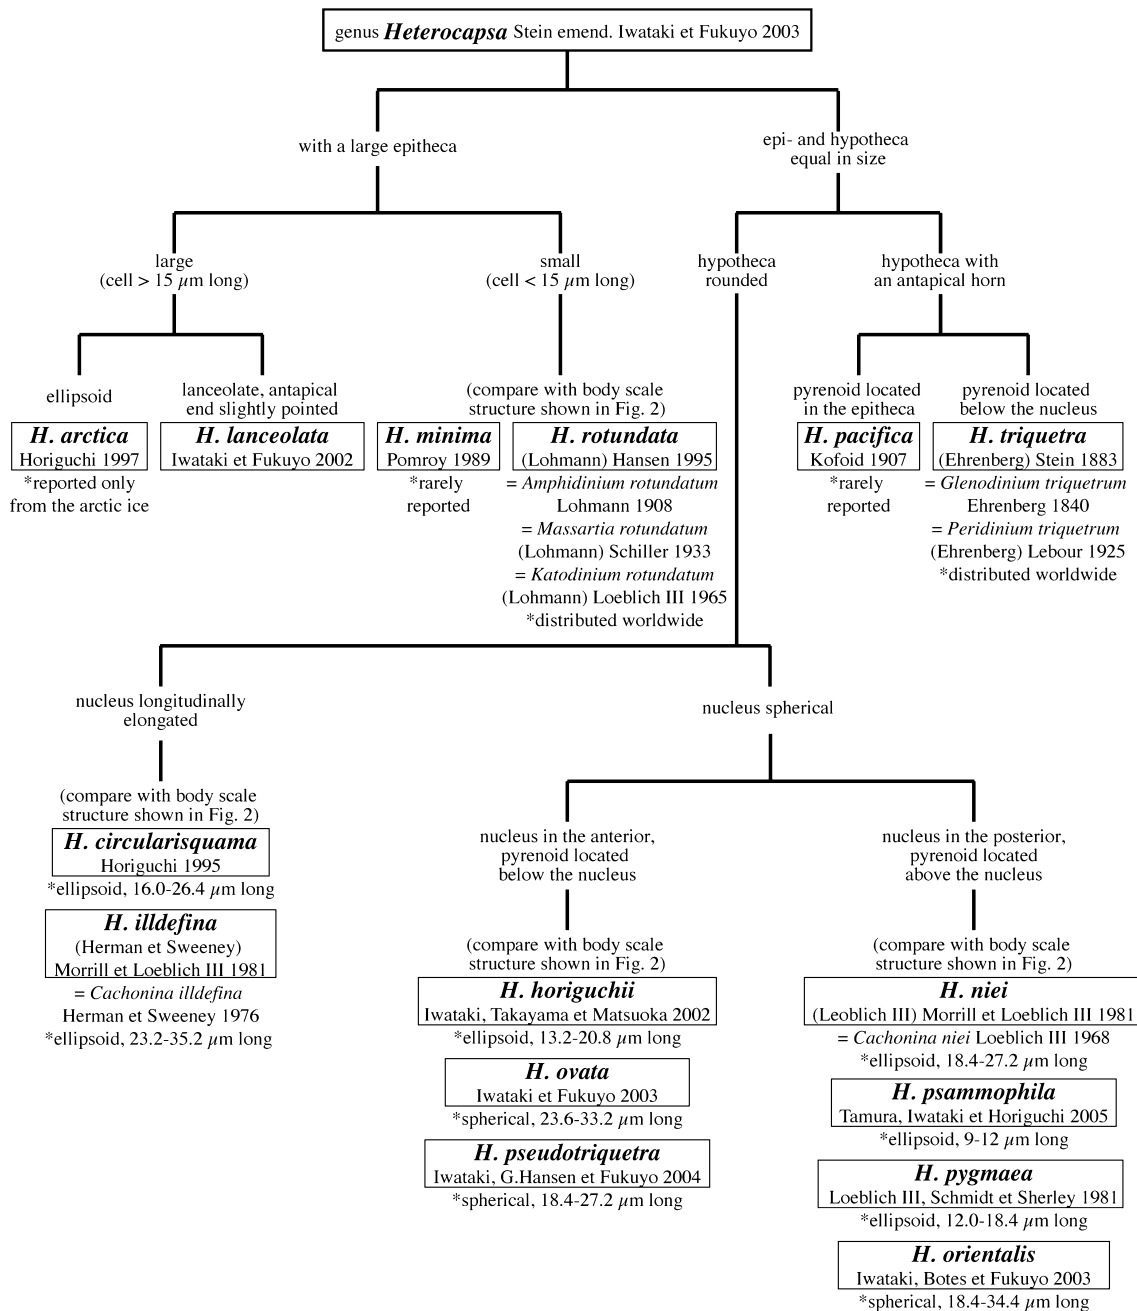 genus Heterocapsa Stein emend. Iwataki et Fukuyo 2003
with a large epitheca
epi- and hypotheca
equal in size
large
(cell > 15 µm long)
small
(cell < 15 µm long)
hypotheca
rounded
hypotheca with
an antapical horn
ellipsoid
lanceolate, antapical
end slightly pointed
(compare with body scale
structure shown in Fig. 2)
pyrenoid located
in the epitheca
pyrenoid located
below the nucleus
H. arctica
Horiguchi 1997
*reported only
from the arctic ice
H. lanceolata
Iwataki et Fukuyo 2002
H. minima
Pomroy 1989
*rarely
reported
H. rotundata
(Lohmann) Hansen 1995
= Amphidinium rotundatum
Lohmann 1908
= Massartia rotundatum
(Lohmann) Schiller 1933
= Katodinium rotundatum
(Lohmann) Loeblich III 1965
*distributed worldwide
H. pacifica
Kofoid 1907
*rarely
reported
H. triquetra
(Ehrenberg) Stein 1883
= Glenodinium triquetrum
Ehrenberg 1840
= Peridinium triquetrum
(Ehrenberg) Lebour 1925
*distributed worldwide
nucleus longitudinally
elongated
nucleus spherical
(compare with body scale
structure shown in Fig. 2)
H. circularisquama
Horiguchi 1995
*ellipsoid, 16.0-26.4 µm long
H. illdefina
(Herman et Sweeney)
Morrill et Loeblich III 1981
= Cachonina illdefina
Herman et Sweeney 1976
*ellipsoid, 23.2-35.2 µm long
nucleus in the anterior,
pyrenoid located
below the nucleus
(compare with body scale
structure shown in Fig. 2)
H. horiguchii
Iwataki, Takayama et Matsuoka 2002
*ellipsoid, 13.2-20.8 µm long
H. ovata
Iwataki et Fukuyo 2003
*spherical, 23.6-33.2 µm long
H. pseudotriquetra
Iwataki, G.Hansen et Fukuyo 2004
*spherical, 18.4-27.2 µm long
nucleus in the posterior,
pyrenoid located
above the nucleus
(compare with body scale
structure shown in Fig. 2)
H. niei
(Leoblich III) Morrill et Loeblich III 1981
= Cachonina niei Loeblich III 1968
*ellipsoid, 18.4-27.2 µm long
H. psammophila
Tamura, Iwataki et Horiguchi 2005
*ellipsoid, 9-12 µm long
H. pygmaea
Loeblich III, Schmidt et Sherley 1981
*ellipsoid, 12.0-18.4 µm long
H. orientalis
Iwataki, Botes et Fukuyo 2003
*spherical, 18.4-34.4 µm long